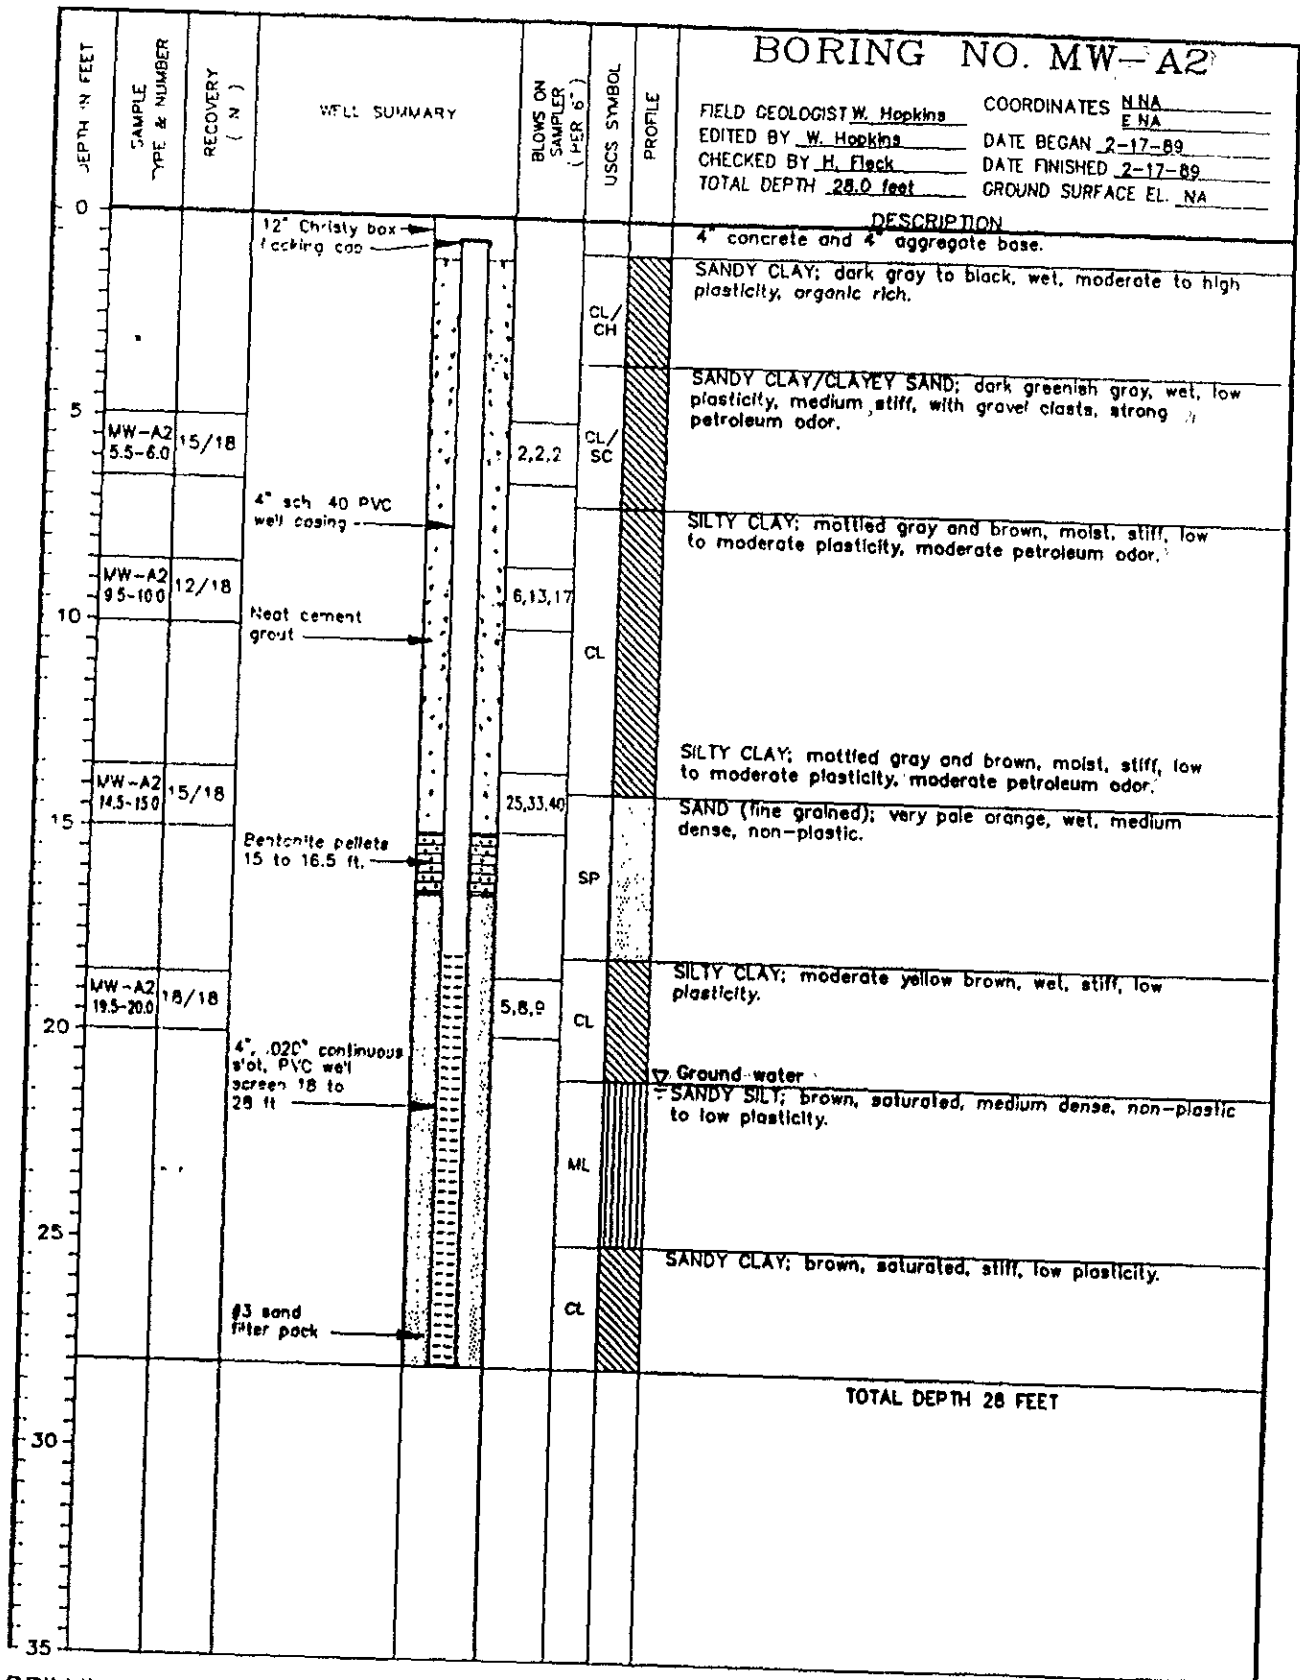 BORING NO. MW-A2
DEPTH IN FEET
SAMPLE
TYPE & NUMBER
RECOVERY
( N )
WELL SUMMARY
BLOWS ON
SAMPLER
(PER 6")
USCS SYMBOL
PROFILE
FIELD GEOLOGIST W. Hopkins
EDITED BY W. Hopkins
CHECKED BY H. Fleck
TOTAL DEPTH 28.0 feet
COORDINATES N NA
E NA
DATE BEGAN 2-17-89
DATE FINISHED 2-17-89
GROUND SURFACE EL. NA
DESCRIPTION
0
12" Christy box
locking cap
4" concrete and 4" aggregate base.
SANDY CLAY; dark gray to black, wet, moderate to high
plasticity, organic rich.
CL/
CH
SANDY CLAY/CLAYEY SAND; dark greenish gray, wet, low
plasticity, medium stiff, with gravel clasts, strong
petroleum odor.
5
MW-A2
5.5-6.0
15/18
2,2,2
CL/
SC
4" sch 40 PVC
well casing
SILTY CLAY; mottled gray and brown, moist, stiff, low
to moderate plasticity, moderate petroleum odor.
MW-A2
9.5-10.0
12/18
6,13,17
10
Neat cement
grout
CL
SILTY CLAY; mottled gray and brown, moist, stiff, low
to moderate plasticity, moderate petroleum odor.
MW-A2
14.5-15.0
15/18
25,33,40
15
SAND (fine grained); very pale orange, wet, medium
dense, non-plastic.
Bentonite pellets
15 to 16.5 ft.
SP
SILTY CLAY; moderate yellow brown, wet, stiff, low
plasticity.
MW-A2
19.5-20.0
18/18
5,8,9
CL
20
4", .020" continuous
slot, PVC well
screen 18 to
28 ft
Ground water
SANDY SILT; brown, saturated, medium dense, non-plastic
to low plasticity.
ML
25
SANDY CLAY; brown, saturated, stiff, low plasticity.
CL
#3 sand
filter pack
TOTAL DEPTH 28 FEET
30
35